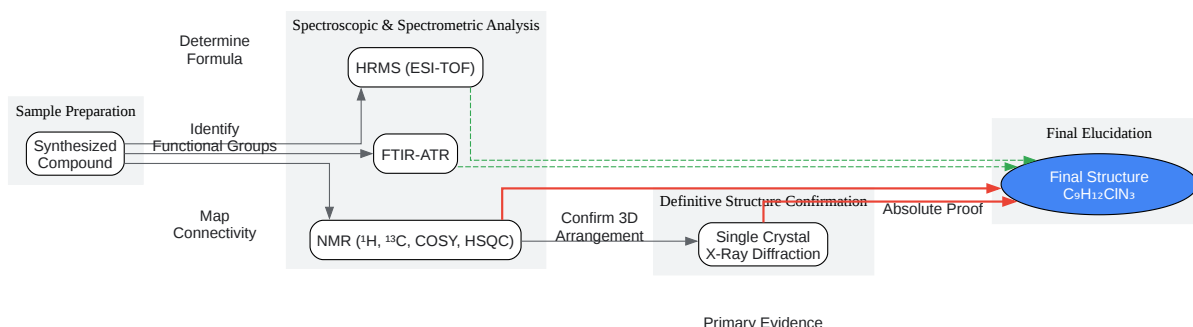 Spectroscopic & Spectrometric Analysis
Determine
Formula
HRMS (ESI-TOF)
Sample Preparation
Synthesized
Compound
Identify
Functional Groups
FTIR-ATR
Final Elucidation
Final Structure
C₉H₁₂ClN₃
Map
Connectivity
NMR (¹H, ¹³C, COSY, HSQC)
Confirm 3D
Arrangement
Definitive Structure Confirmation
Single Crystal
X-Ray Diffraction
Absolute Proof
Primary Evidence